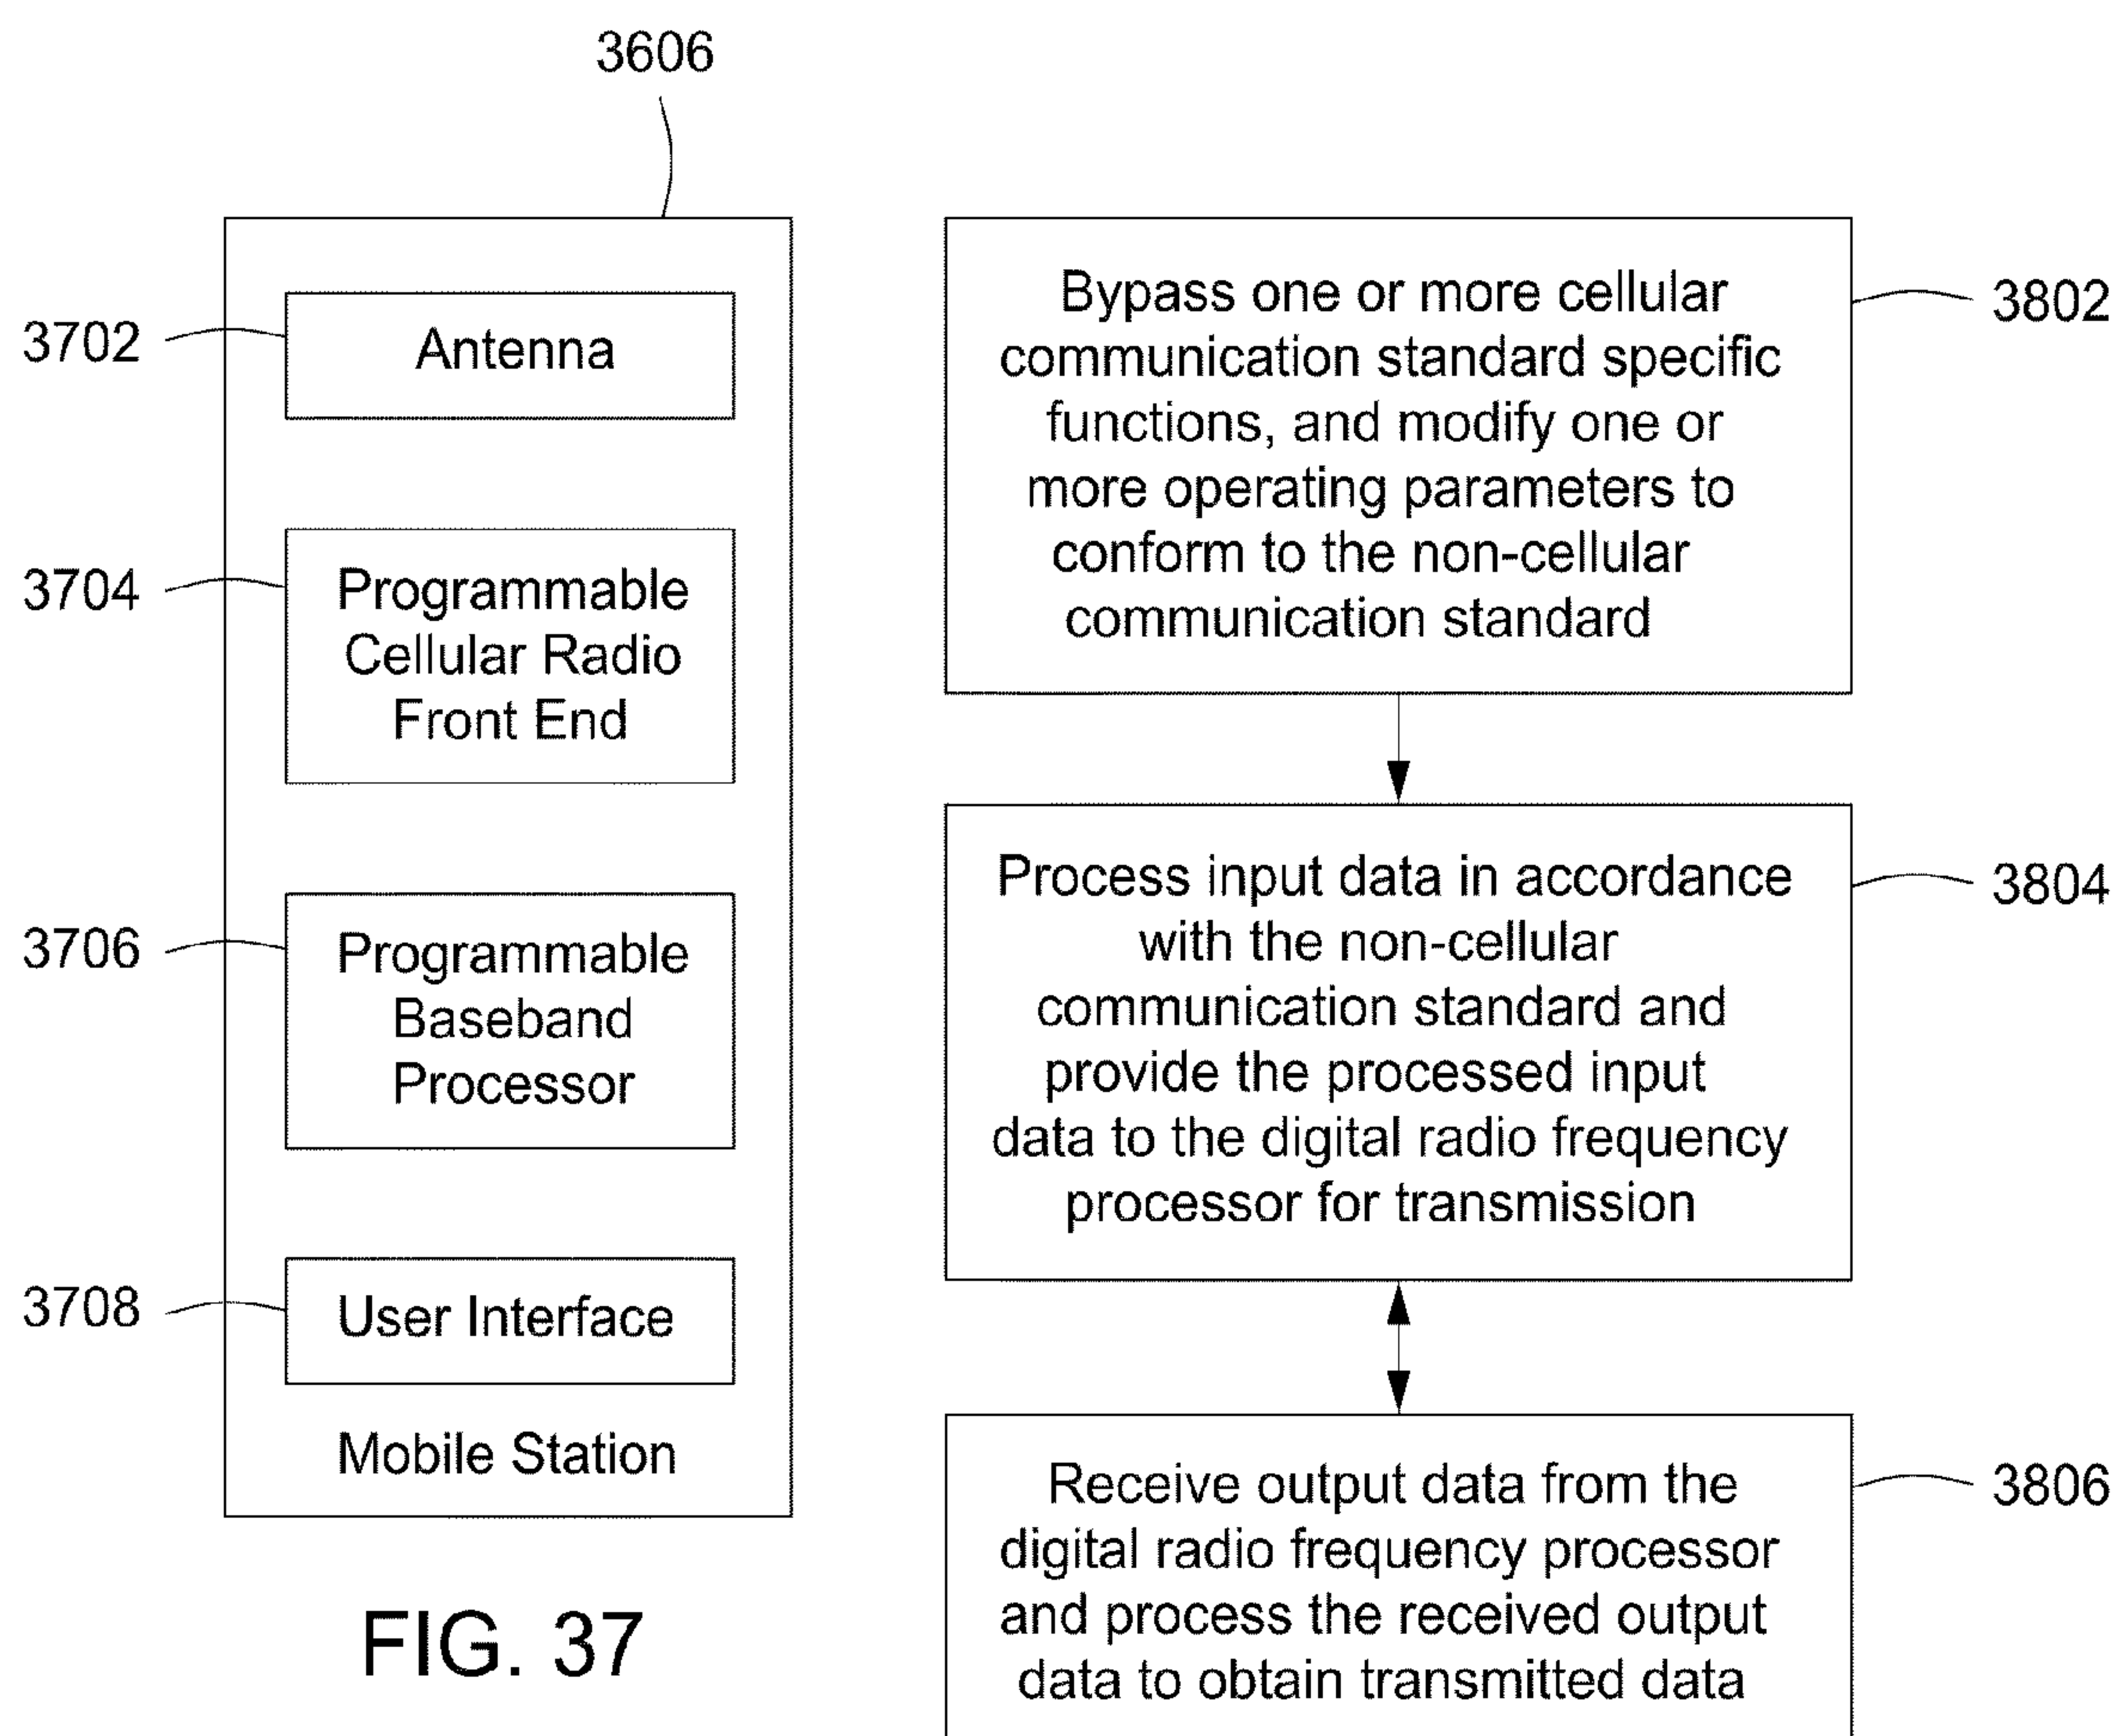 3606
3702
Antenna
3704
Programmable
Cellular Radio
Front End
3706
Programmable
Baseband
Processor
3708
User Interface
Mobile Station
FIG. 37
Bypass one or more cellular
communication standard specific
functions, and modify one or
more operating parameters to
conform to the non-cellular
communication standard
3802
Process input data in accordance
with the non-cellular
communication standard and
provide the processed input
data to the digital radio frequency
processor for transmission
3804
Receive output data from the
digital radio frequency processor
and process the received output
data to obtain transmitted data
3806